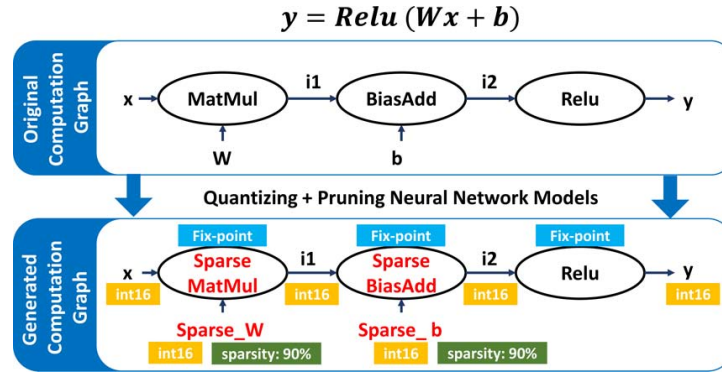 y = Relu (Wx + b)
Original
Computation
Graph
x
MatMul
i1
BiasAdd
i2
Relu
y
W
b
Quantizing + Pruning Neural Network Models
Generated
Computation
Graph
Fix-point
Fix-point
Fix-point
x
Sparse
MatMul
i1
Sparse
BiasAdd
i2
Relu
y
int16
int16
int16
int16
Sparse_W
Sparse_ b
int16
sparsity: 90%
int16
sparsity: 90%